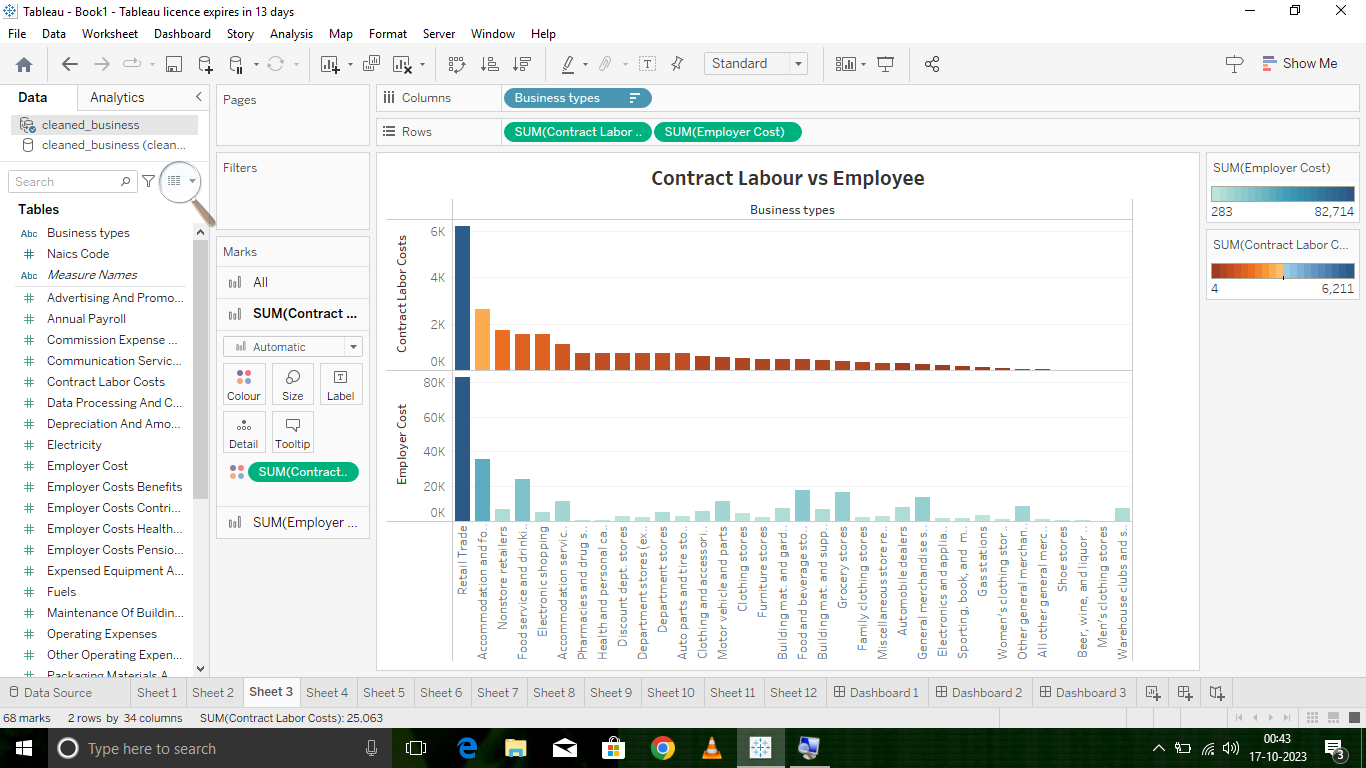 Tableau - Book1 - Tableau licence expires in 13 days
File Data Worksheet Dashboard Story Analysis Map Format Server Window Help
Standard
Show Me
Data Analytics
cleaned_business
cleaned_business (clean...
Search
Tables
Abc Business types
# Naics Code
Abc Measure Names
# Advertising And Promo...
# Annual Payroll
# Commission Expense ...
# Communication Servic...
# Contract Labor Costs
# Data Processing And C...
# Depreciation And Amo...
# Electricity
# Employer Cost
# Employer Costs Benefits
# Employer Costs Contri...
# Employer Costs Health...
# Employer Costs Pensio...
# Expensed Equipment A...
# Fuels
# Maintenance Of Buildin...
# Operating Expenses
# Other Operating Expen...
# Packaging Materials A...
Pages
Filters
Marks
All
SUM(Contract ...
Automatic
Colour Size Label
Detail Tooltip
SUM(Contract..
SUM(Employer ...
Columns Business types
Rows SUM(Contract Labor .. SUM(Employer Cost)
Contract Labour vs Employee
Business types
Contract Labor Costs
6K
4K
2K
0K
Employer Cost
80K
60K
40K
20K
0K
Retail Trade
Accommodation and fo..
Nonstore retailers
Food service and drinki..
Electronic shopping
Accommodation servic..
Pharmacies and drug s..
Health and personal ca..
Discount dept. stores
Department stores (ex..
Department stores
Auto parts and tire sto..
Clothing and accessori..
Motor vehicle and parts
Clothing stores
Furniture stores
Building mat. and gard..
Food and beverage sto..
Building mat. and supp..
Grocery stores
Family clothing stores
Miscellaneous store re..
Automobile dealers
General merchandise s..
Electronics and applia..
Sporting, book, and m..
Gas stations
Women's clothing stor..
Other general merchan..
All other general merc..
Shoe stores
Beer, wine, and liquor ..
Men's clothing stores
Warehouse clubs and s..
SUM(Employer Cost)
283 82,714
SUM(Contract Labor C...
4 6,211
Data Source Sheet 1 Sheet 2 Sheet 3 Sheet 4 Sheet 5 Sheet 6 Sheet 7 Sheet 8 Sheet 9 Sheet 10 Sheet 11 Sheet 12 Dashboard 1 Dashboard 2 Dashboard 3
68 marks 2 rows by 34 columns SUM(Contract Labor Costs): 25,063
Type here to search
00:43
17-10-2023
3